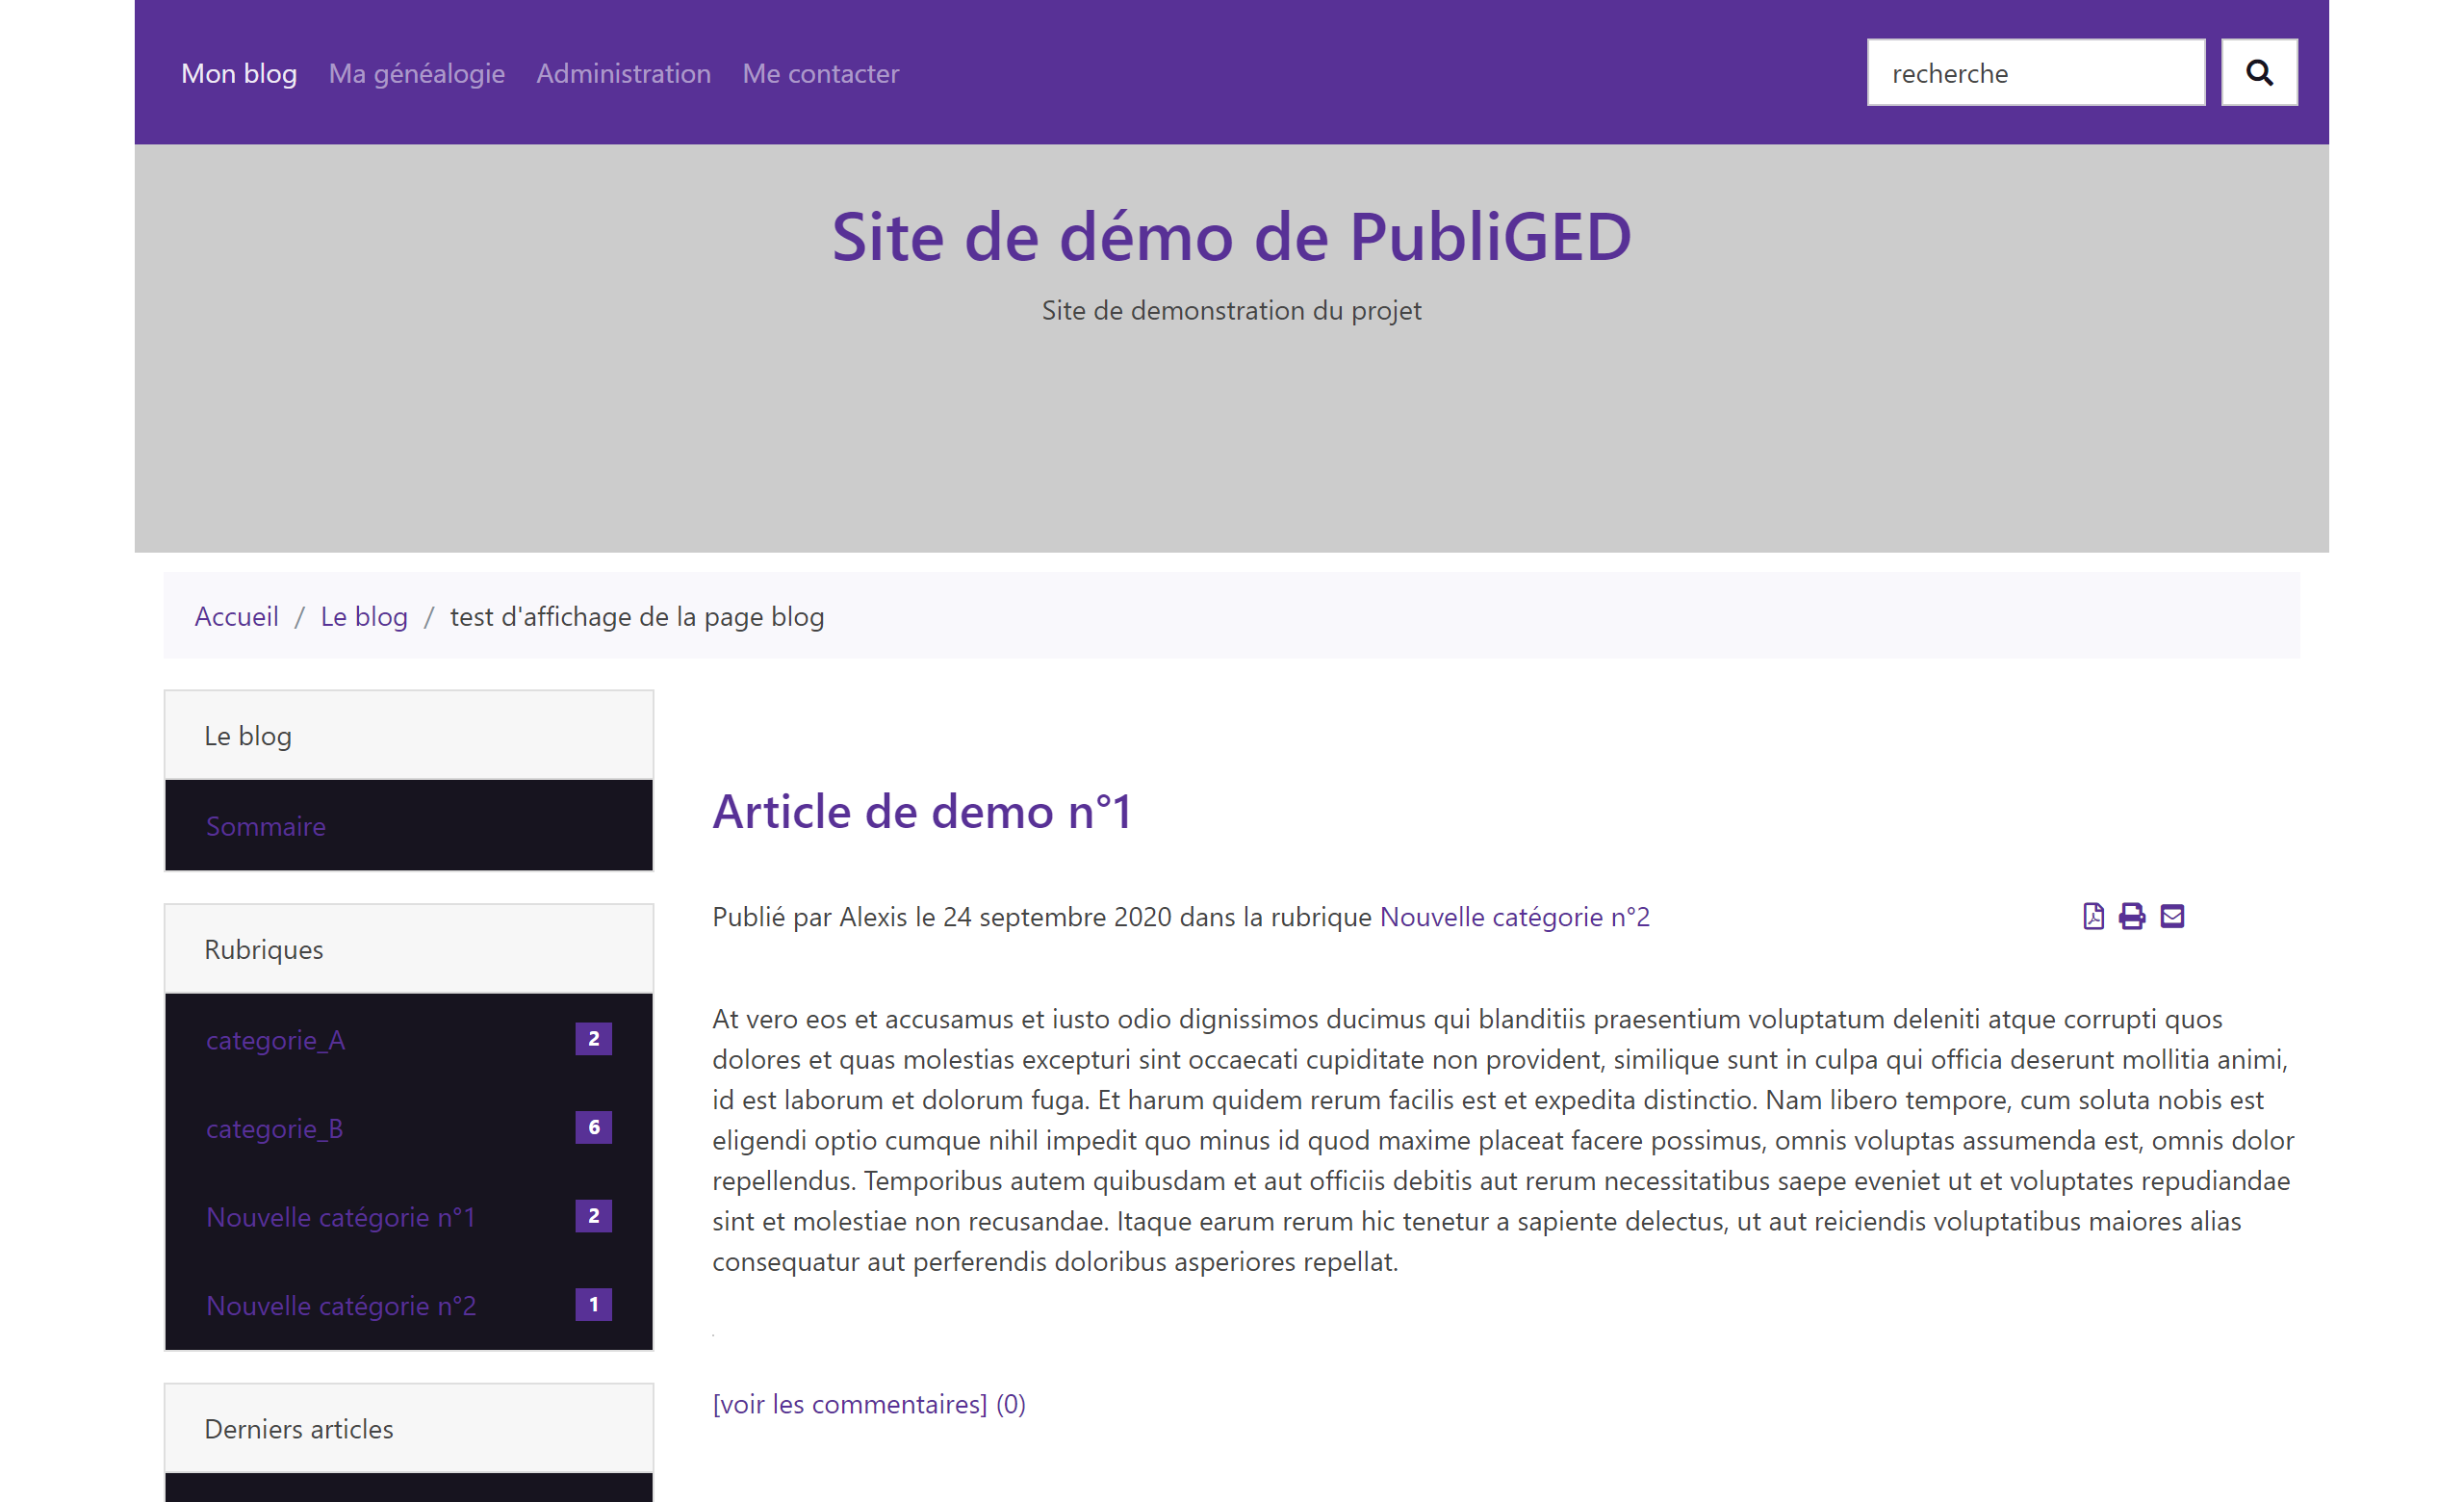 Mon blog Ma généalogie Administration Me contacter recherche
Site de démo de PubliGED
Site de demonstration du projet
Accueil / Le blog / test d'affichage de la page blog
Le blog
Sommaire
Rubriques
categorie_A 2
categorie_B 6
Nouvelle catégorie n°1 2
Nouvelle catégorie n°2 1
Derniers articles
Article de demo n°1
Publié par Alexis le 24 septembre 2020 dans la rubrique Nouvelle catégorie n°2
At vero eos et accusamus et iusto odio dignissimos ducimus qui blanditiis praesentium voluptatum deleniti atque corrupti quos
dolores et quas molestias excepturi sint occaecati cupiditate non provident, similique sunt in culpa qui officia deserunt mollitia animi,
id est laborum et dolorum fuga. Et harum quidem rerum facilis est et expedita distinctio. Nam libero tempore, cum soluta nobis est
eligendi optio cumque nihil impedit quo minus id quod maxime placeat facere possimus, omnis voluptas assumenda est, omnis dolor
repellendus. Temporibus autem quibusdam et aut officiis debitis aut rerum necessitatibus saepe eveniet ut et voluptates repudiandae
sint et molestiae non recusandae. Itaque earum rerum hic tenetur a sapiente delectus, ut aut reiciendis voluptatibus maiores alias
consequatur aut perferendis doloribus asperiores repellat.
[voir les commentaires] (0)